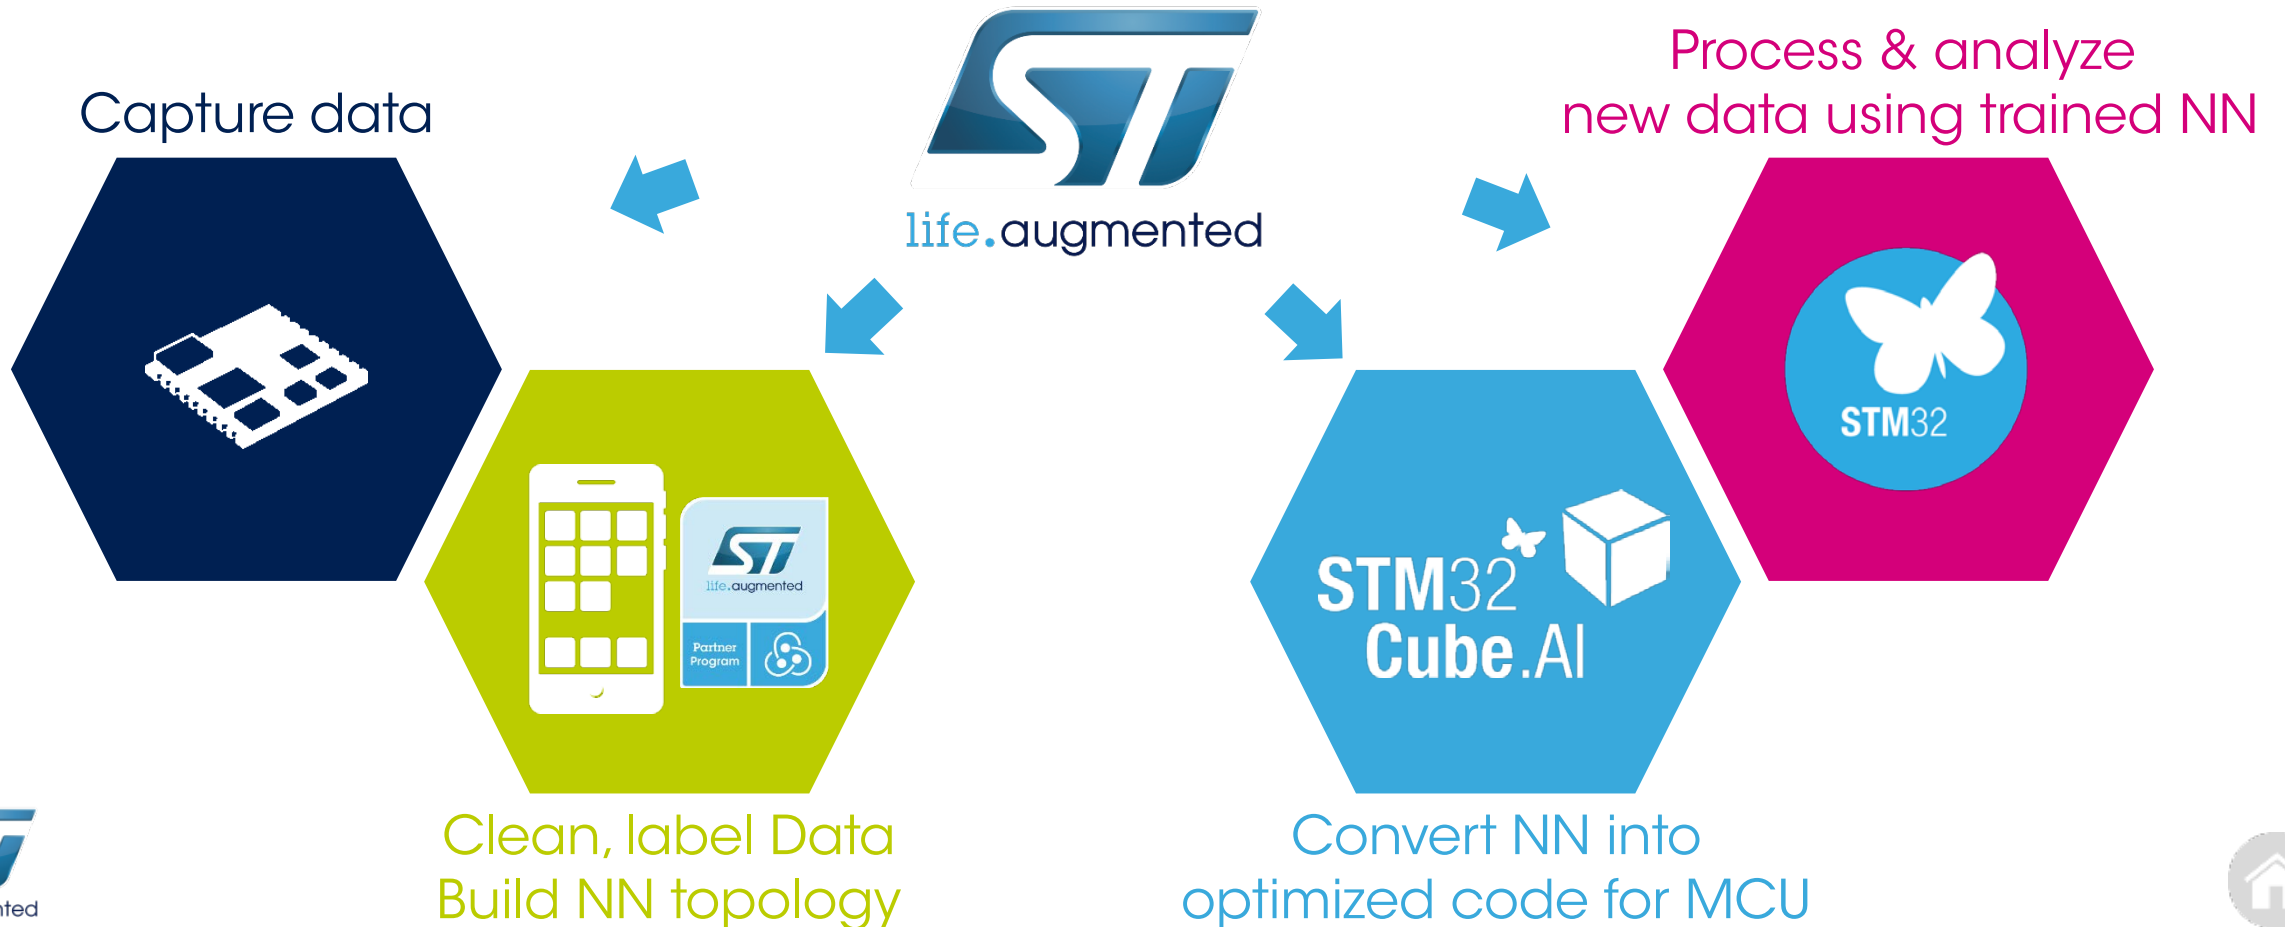 Process & analyze
new data using trained NN
Capture data
life.augmented
STM32
life.augmented
Partner
Program
STM32
Cube.AI
Clean, label Data
Build NN topology
Convert NN into
optimized code for MCU